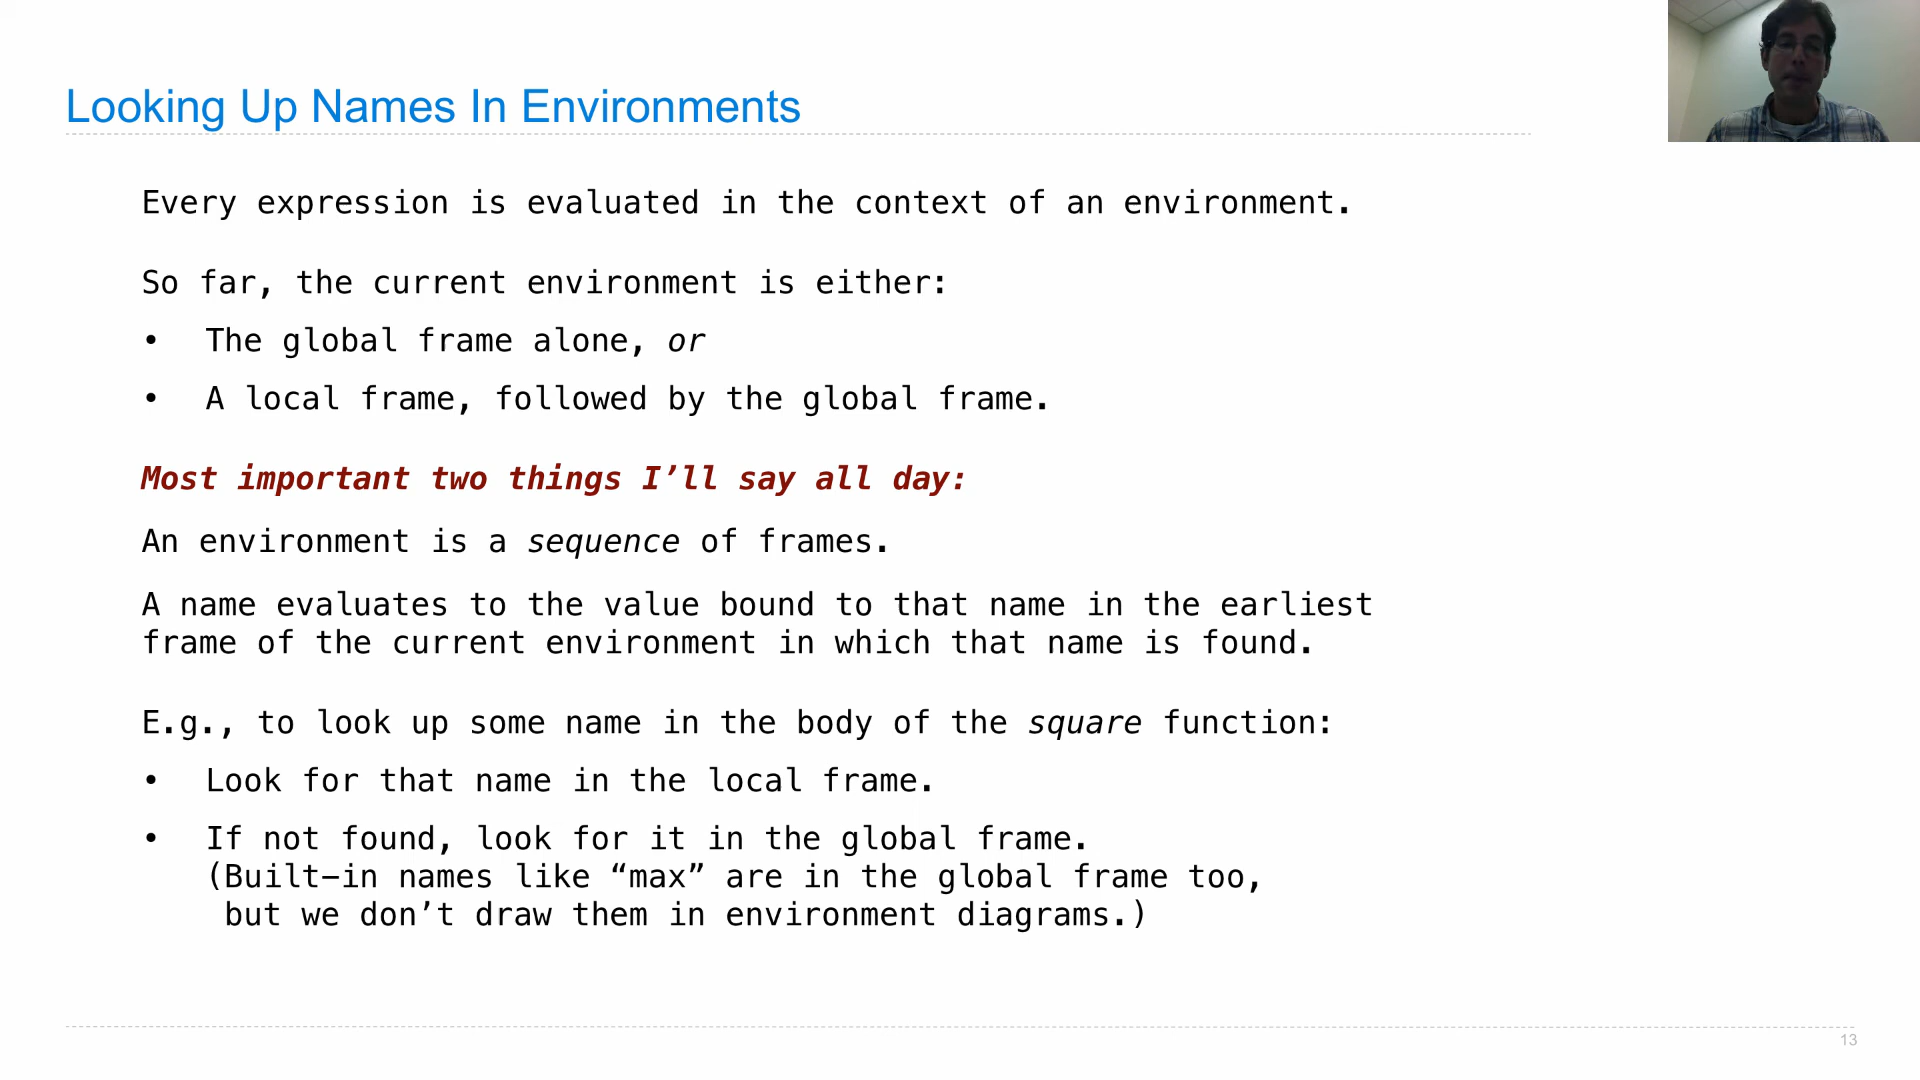 Looking Up Names In Environments
Every expression is evaluated in the context of an environment.
So far, the current environment is either:
• The global frame alone, or
• A local frame, followed by the global frame.
Most important two things I’ll say all day:
An environment is a sequence of frames.
A name evaluates to the value bound to that name in the earliest
frame of the current environment in which that name is found.
E.g., to look up some name in the body of the square function:
• Look for that name in the local frame.
• If not found, look for it in the global frame.
(Built−in names like “max” are in the global frame too,
but we don’t draw them in environment diagrams.)
13